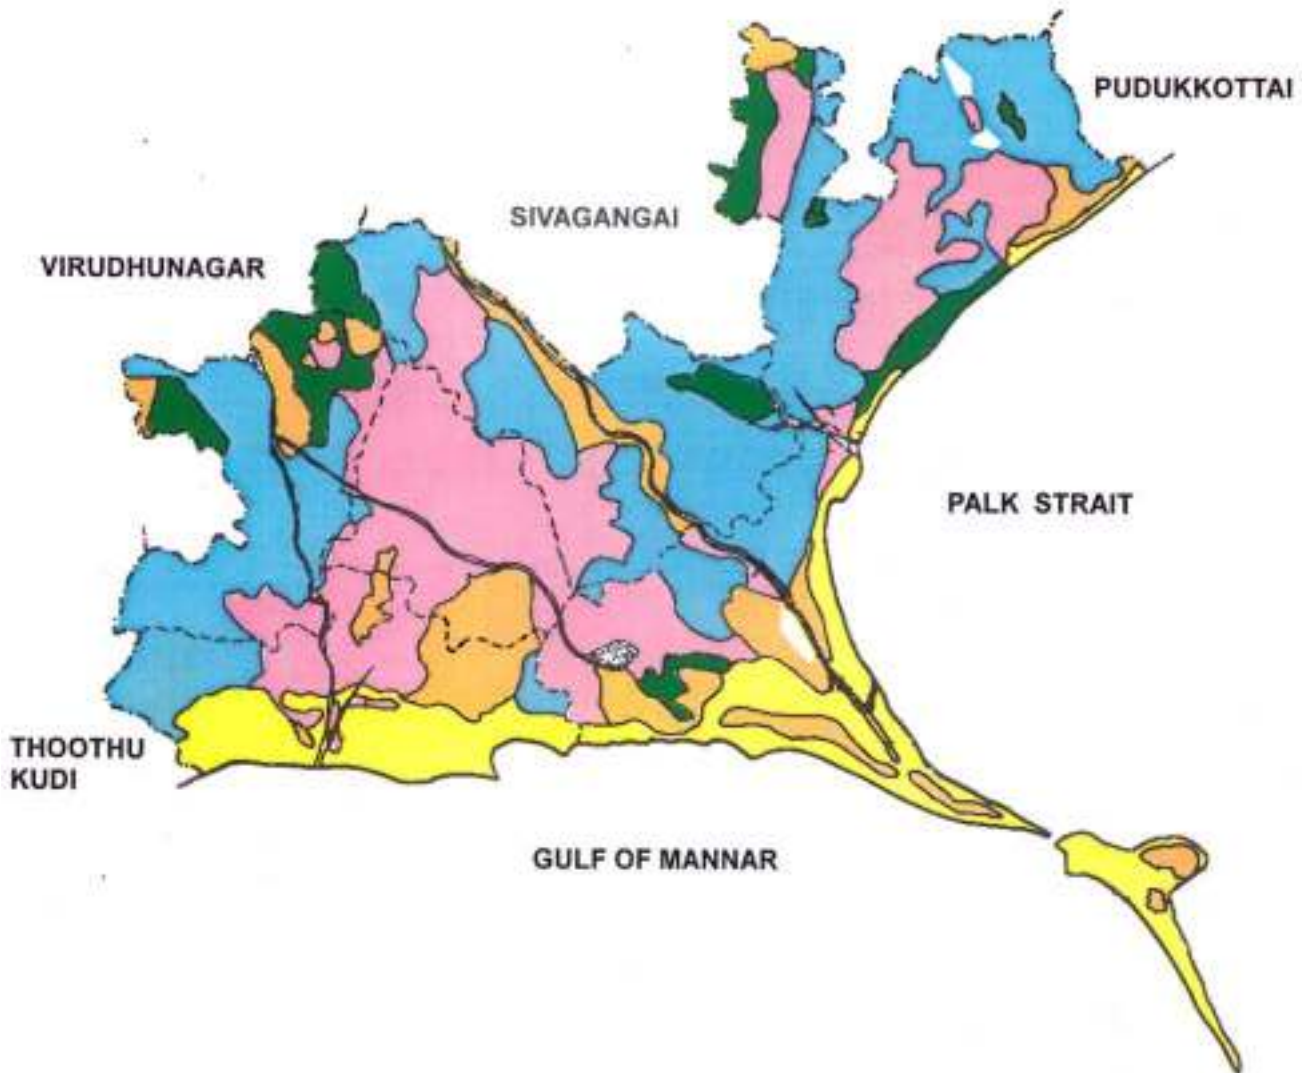 PUDUKKOTTAI
SIVAGANGAI
VIRUDHUNAGAR
PALK STRAIT
THOOTHU
KUDI
GULF OF MANNAR